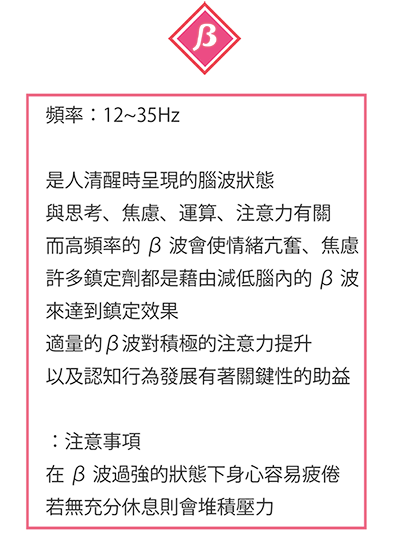 β
頻率：12~35Hz
是人清醒時呈現的腦波狀態
與思考、焦慮、運算、注意力有關
而高頻率的 β 波會使情緒亢奮、焦慮
許多鎮定劑都是藉由減低腦內的 β 波
來達到鎮定效果
適量的β波對積極的注意力提升
以及認知行為發展有著關鍵性的助益
：注意事項
在 β 波過強的狀態下身心容易疲倦
若無充分休息則會堆積壓力